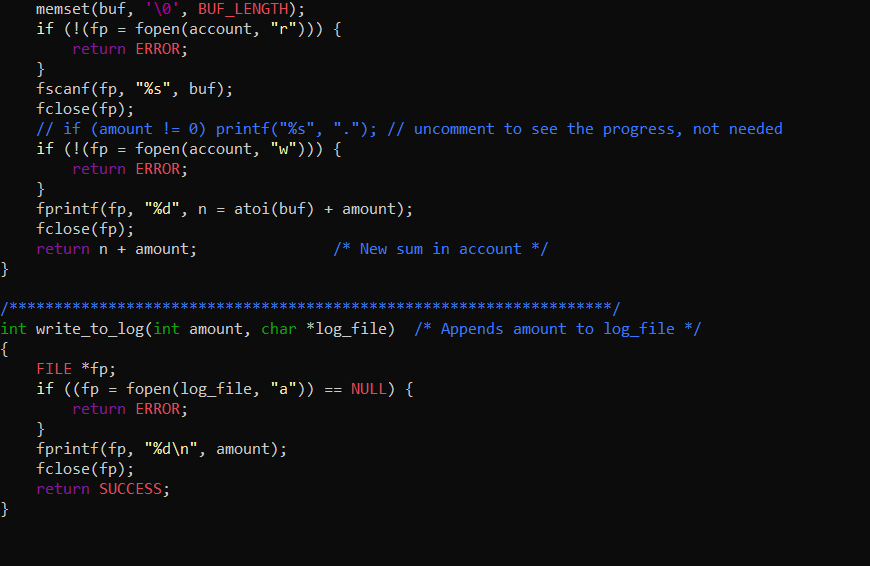 memset(buf, '\0', BUF_LENGTH);
if (!(fp = fopen(account, "r"))) {
return ERROR;
}
fscanf(fp, "%s", buf);
fclose(fp);
// if (amount != 0) printf("%s", "."); // uncomment to see the progress, not needed
if (!(fp = fopen(account, "w"))) {
return ERROR;
}
fprintf(fp, "%d", n = atoi(buf) + amount);
fclose(fp);
return n + amount; /* New sum in account */
}
/*******************************************************************/
int write_to_log(int amount, char *log_file) /* Appends amount to log_file */
{
FILE *fp;
if ((fp = fopen(log_file, "a")) == NULL) {
return ERROR;
}
fprintf(fp, "%d\n", amount);
fclose(fp);
return SUCCESS;
}